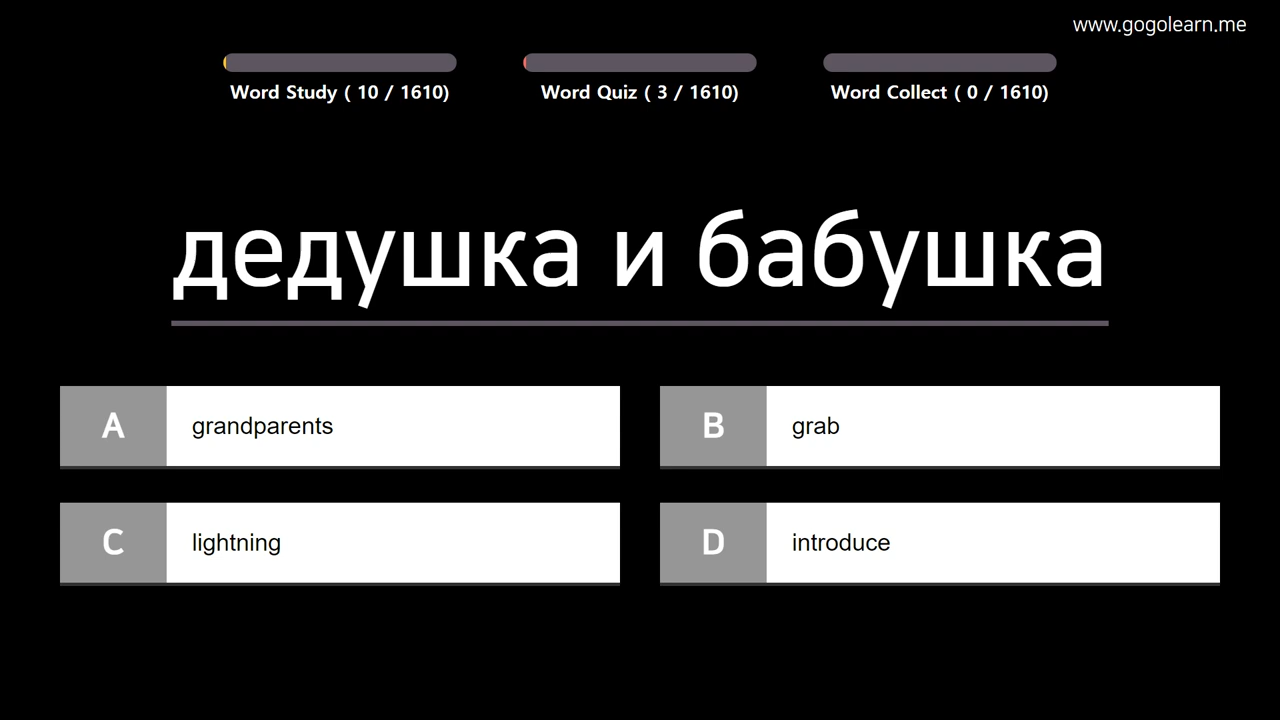 www.gogolearn.me
Word Study ( 10 / 1610)
Word Quiz ( 3 / 1610)
Word Collect ( 0 / 1610)
дедушка и бабушка
A grandparents
B grab
C lightning
D introduce